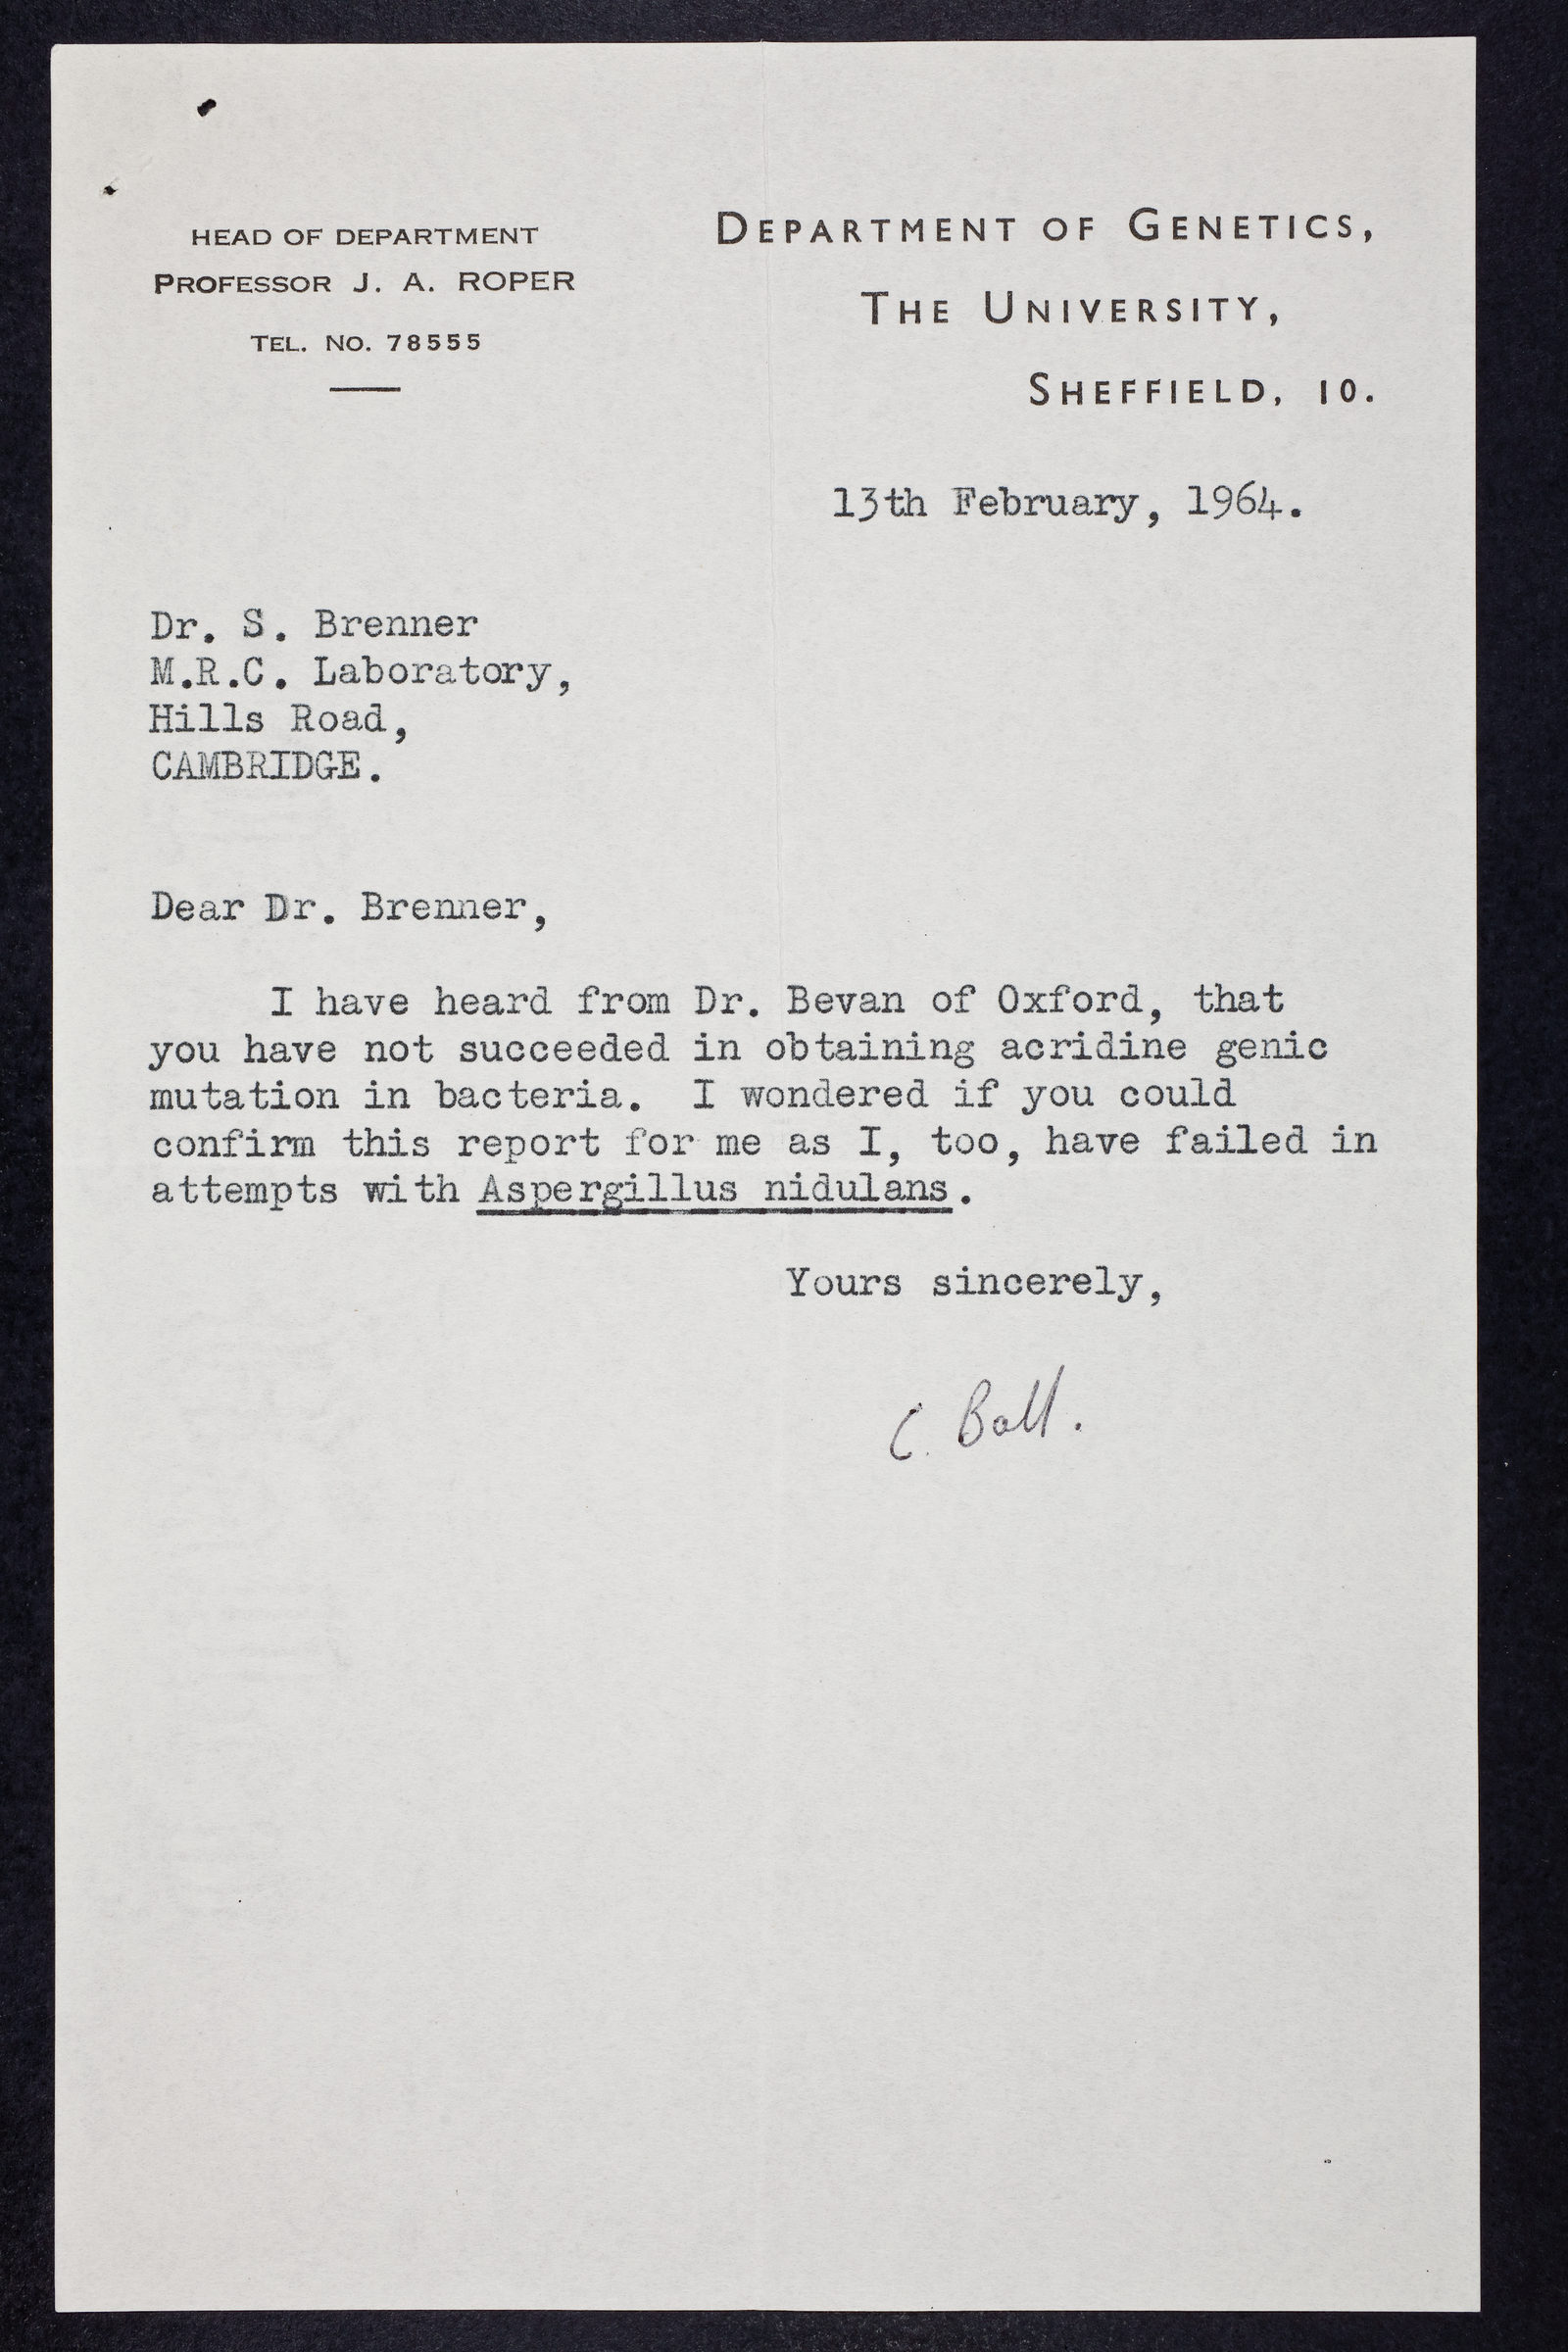 HEAD OF DEPARTMENT
PROFESSOR J. A. ROPER
TEL. NO. 78555
DEPARTMENT OF GENETICS,
THE UNIVERSITY,
SHEFFIELD, 10.
13th February, 1964.
Dr. S. Brenner
M.R.C. Laboratory,
Hills Road,
CAMBRIDGE.
Dear Dr. Brenner,
I have heard from Dr. Bevan of Oxford, that
you have not succeeded in obtaining acridine genic
mutation in bacteria. I wondered if you could
confirm this report for me as I, too, have failed in
attempts with Aspergillus nidulans.
Yours sincerely,
C. Ball.